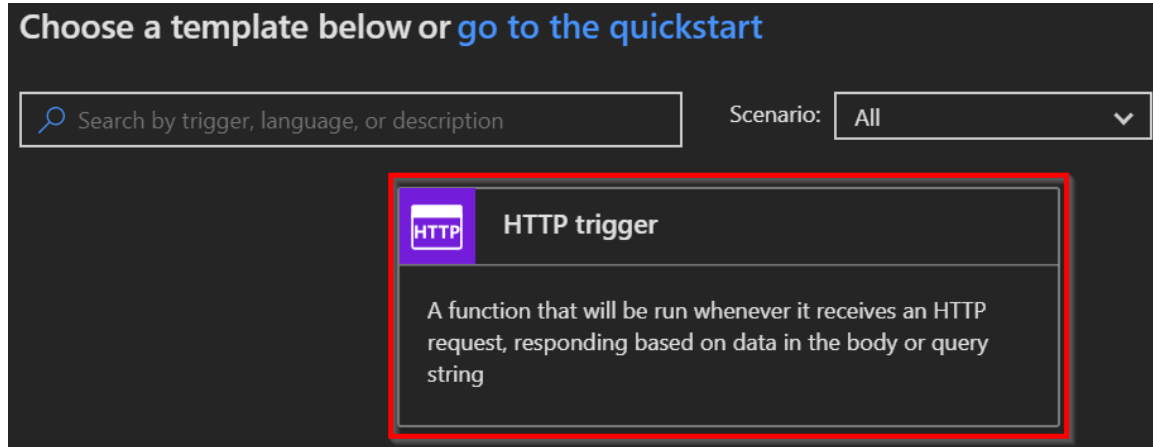 Choose a template below or go to the quickstart
Search by trigger, language, or description
Scenario:
All
HTTP
HTTP trigger
A function that will be run whenever it receives an HTTP
request, responding based on data in the body or query
string